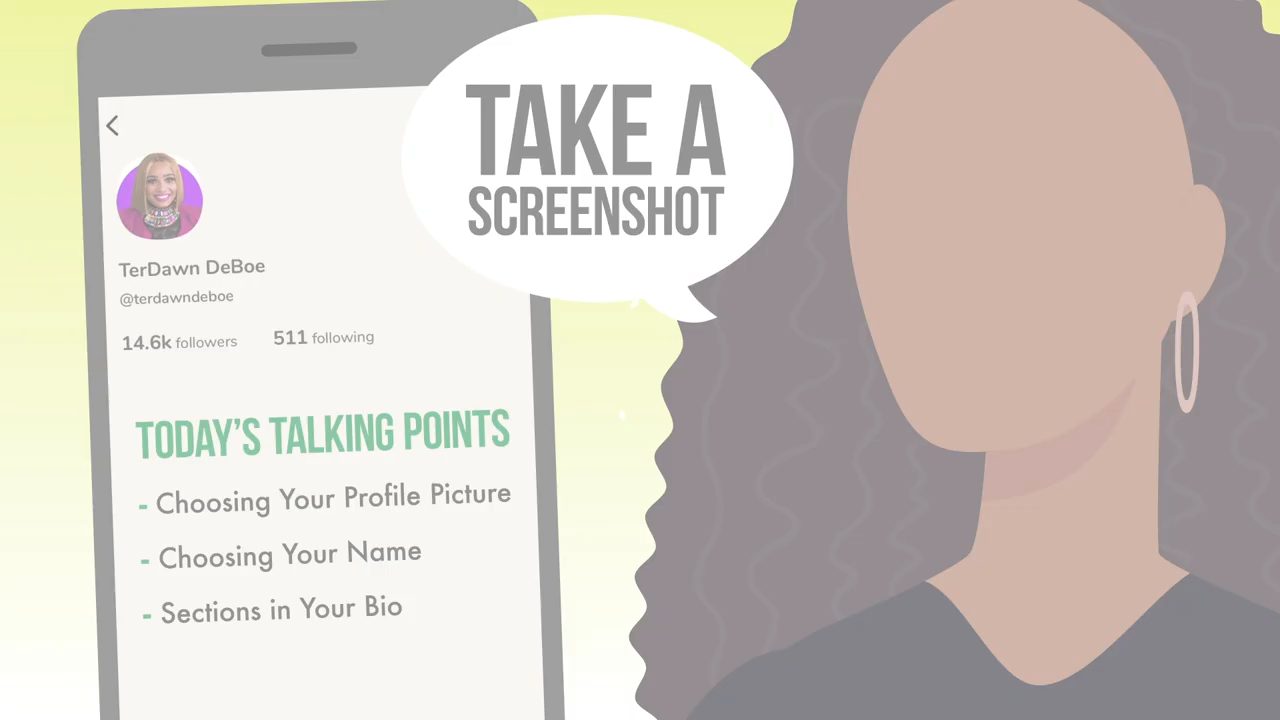 TAKE A
SCREENSHOT
TerDawn DeBoe
@terdawndeboe
14.6k followers 511 following
TODAY'S TALKING POINTS
- Choosing Your Profile Picture
- Choosing Your Name
- Sections in Your Bio